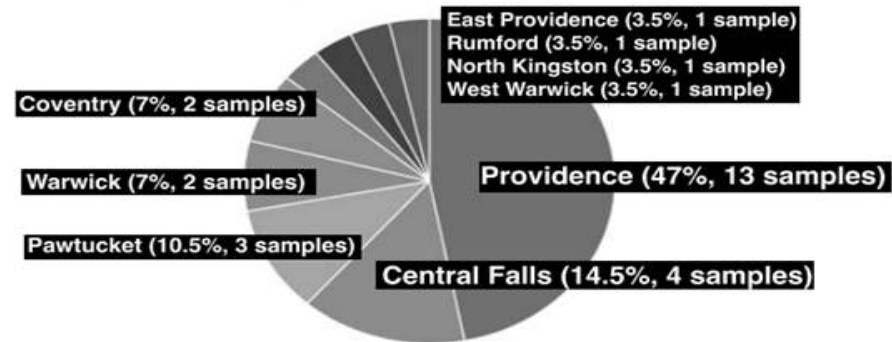 East Providence (3.5%, 1 sample)
Rumford (3.5%, 1 sample)
North Kingston (3.5%, 1 sample)
West Warwick (3.5%, 1 sample)
Coventry (7%, 2 samples)
Providence (47%, 13 samples)
Warwick (7%, 2 samples)
Pawtucket (10.5%, 3 samples)
Central Falls (14.5%, 4 samples)